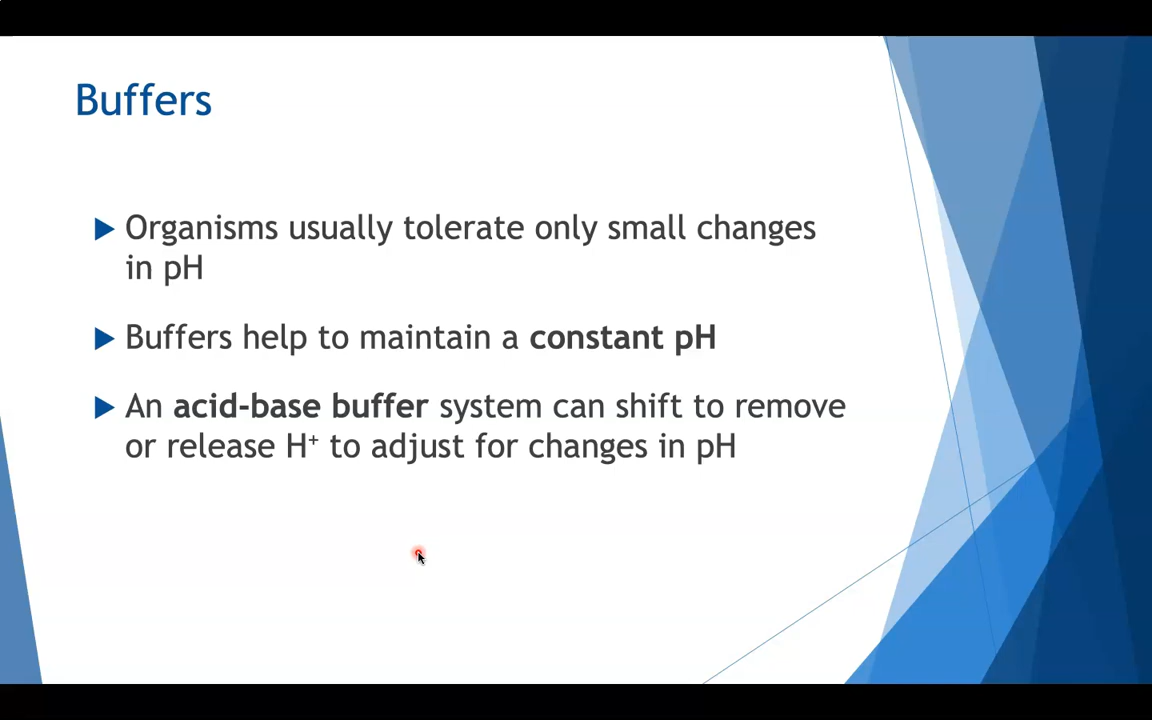 Buffers
Organisms usually tolerate only small changes
in pH
Buffers help to maintain a constant pH
An acid-base buffer system can shift to remove
or release H⁺ to adjust for changes in pH